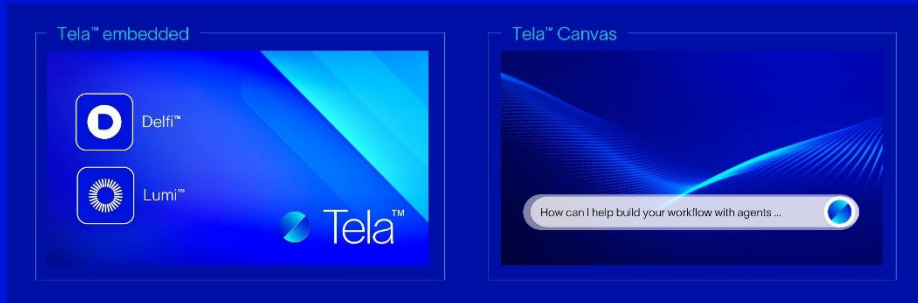 Tela™ embedded
Delfi™
Lumi™
Tela™
Tela™ Canvas
How can I help build your workflow with agents ...